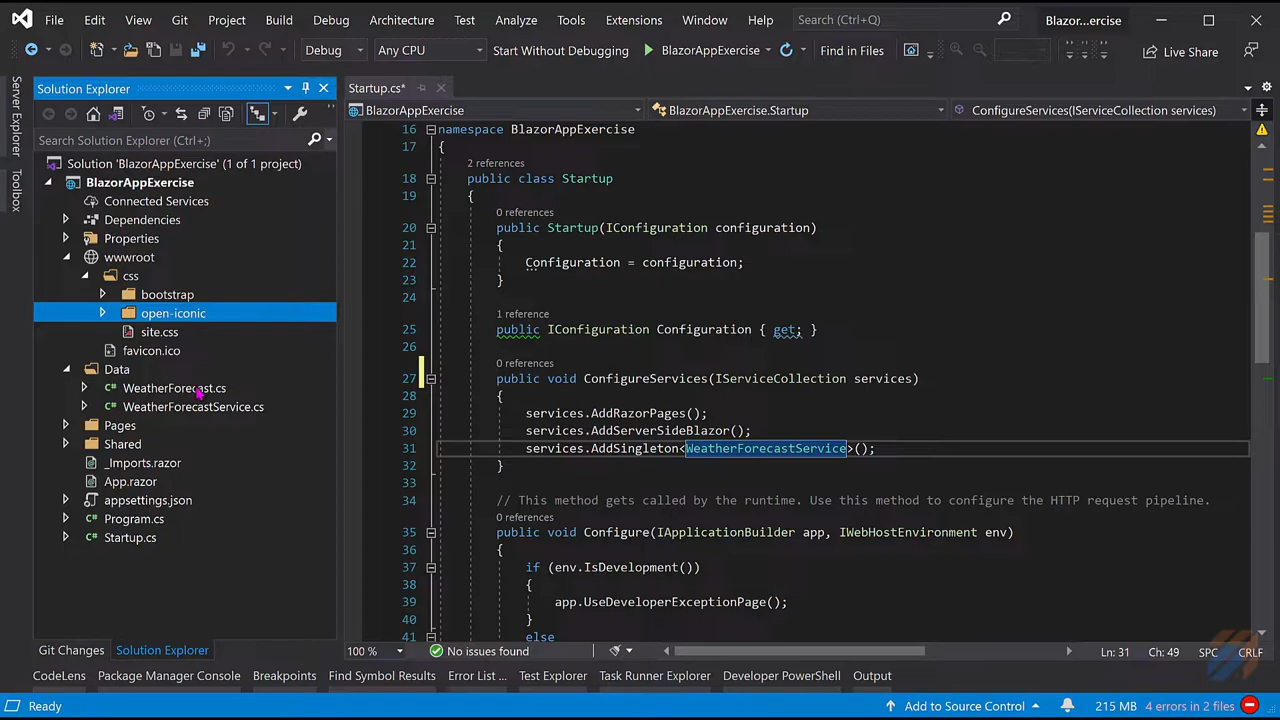 File Edit View Git Project Build Debug Architecture Test Analyze Tools Extensions Window Help Search (Ctrl+Q) Blazor...ercise
Debug Any CPU Start Without Debugging BlazorAppExercise Find in Files Live Share
Server Explorer
Toolbox
Solution Explorer
Search Solution Explorer (Ctrl+;)
Solution 'BlazorAppExercise' (1 of 1 project)
BlazorAppExercise
Connected Services
Dependencies
Properties
wwwroot
css
bootstrap
open-iconic
site.css
favicon.ico
Data
C# WeatherForecast.cs
C# WeatherForecastService.cs
Pages
Shared
_Imports.razor
App.razor
appsettings.json
C# Program.cs
C# Startup.cs
Git Changes Solution Explorer
Startup.cs*
BlazorAppExercise BlazorAppExercise.Startup ConfigureServices(IServiceCollection services)
16 namespace BlazorAppExercise
17 {
2 references
18 public class Startup
19 {
0 references
20 public Startup(IConfiguration configuration)
21 {
22 Configuration = configuration;
23 }
24
1 reference
25 public IConfiguration Configuration { get; }
26
0 references
27 public void ConfigureServices(IServiceCollection services)
28 {
29 services.AddRazorPages();
30 services.AddServerSideBlazor();
31 services.AddSingleton<WeatherForecastService>();
32 }
33
34 // This method gets called by the runtime. Use this method to configure the HTTP request pipeline.
0 references
35 public void Configure(IApplicationBuilder app, IWebHostEnvironment env)
36 {
37 if (env.IsDevelopment())
38 {
39 app.UseDeveloperExceptionPage();
40 }
41 else
100 % No issues found Ln: 31 Ch: 49 SPC CRLF
CodeLens Package Manager Console Breakpoints Find Symbol Results Error List ... Test Explorer Task Runner Explorer Developer PowerShell Output
Ready Add to Source Control 215 MB 4 errors in 2 files